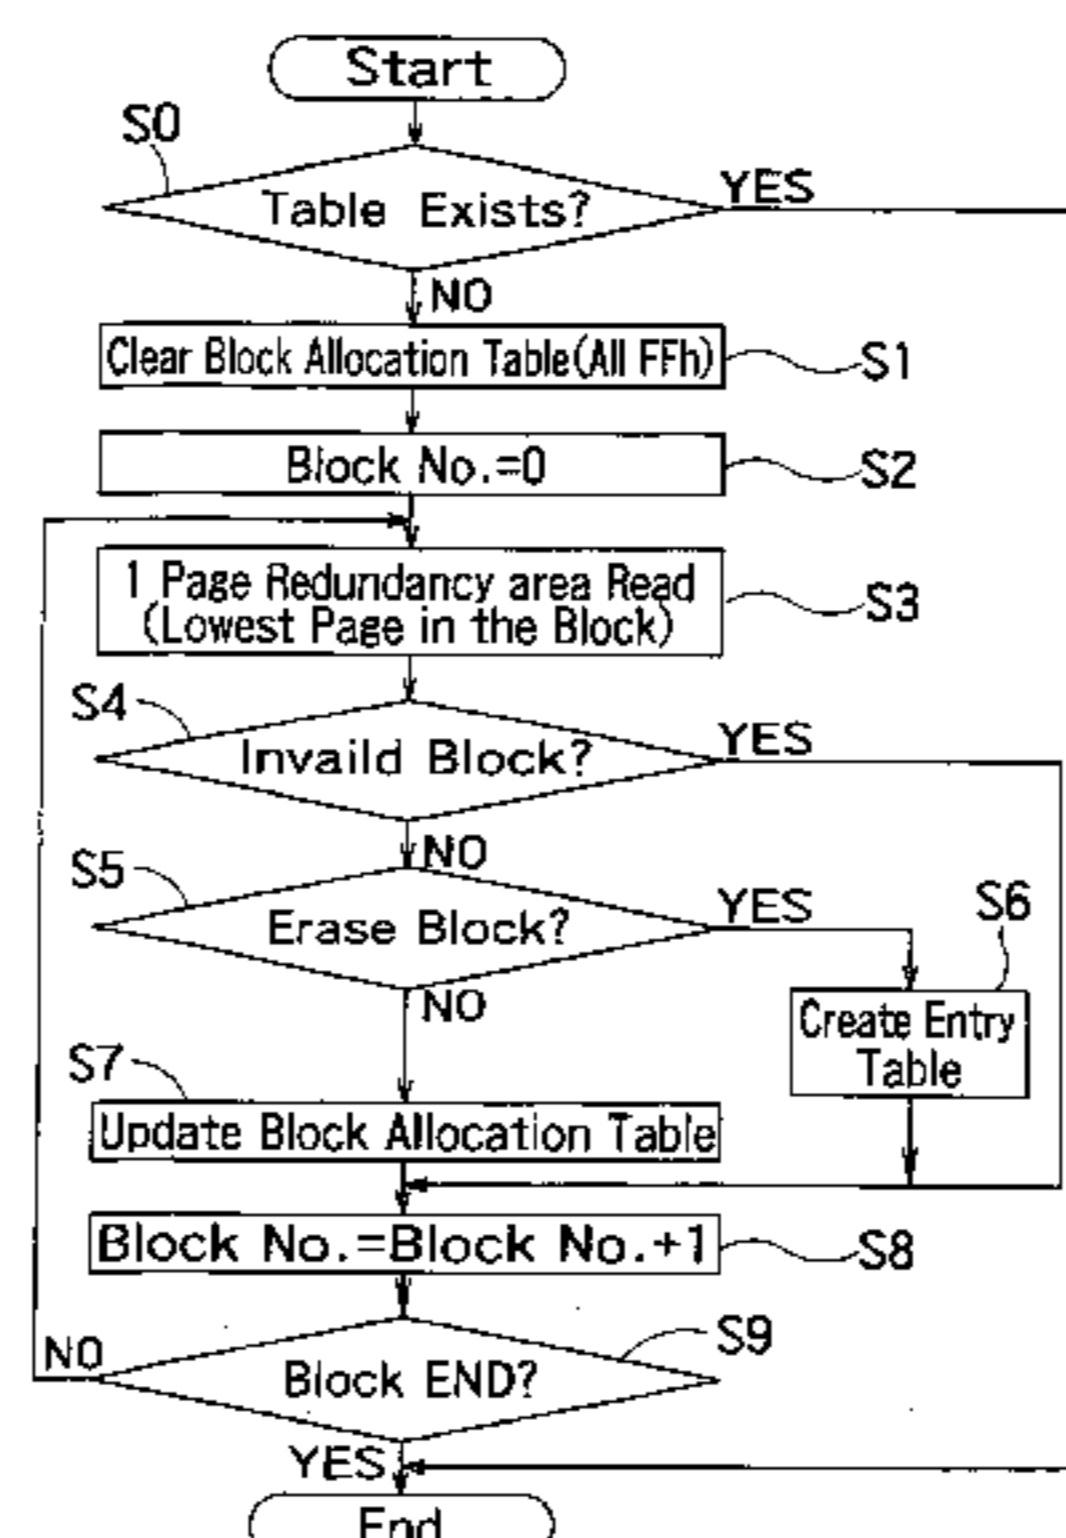 Start
S0
Table Exists?
YES
NO
Clear Block Allocation Table(All FFh)
S1
Block No.=0
S2
1 Page Redundancy area Read
(Lowest Page in the Block)
S3
S4
Invaild Block?
YES
NO
S5
Erase Block?
YES
S6
NO
Create Entry
Table
S7
Update Block Allocation Table
Block No.=Block No.+1
S8
S9
NO
Block END?
YES
End